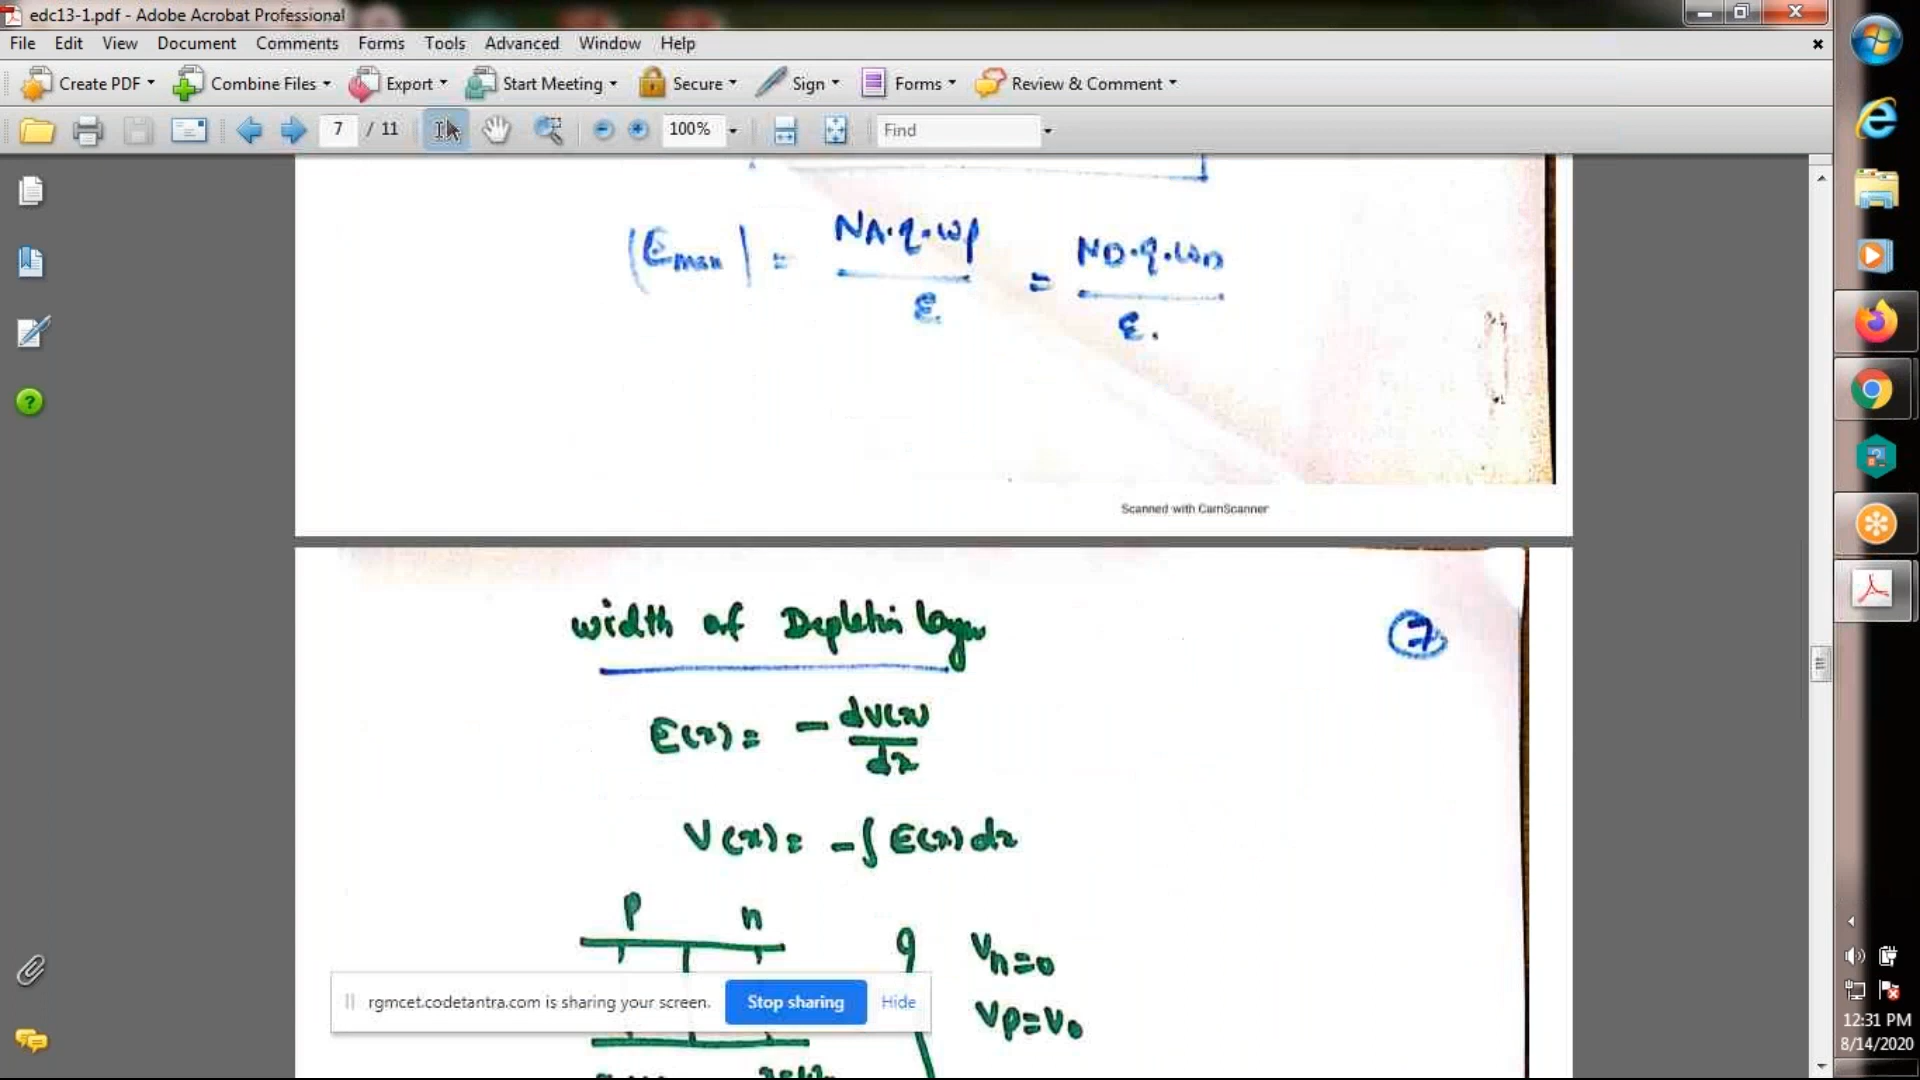 edc13-1.pdf - Adobe Acrobat Professional
File Edit View Document Comments Forms Tools Advanced Window Help
Create PDF Combine Files Export Start Meeting Secure Sign Forms Review & Comment
7 / 11 100% Find
|Emax| = NA.q.wp / ε. = ND.q.wn / ε.
Scanned with CamScanner
width of Depletin layer
7
E(x) = - dV(x) / dx
V(x) = -∫ E(x) dx
p n
Vn=0
Vp=V0
rgmcet.codetantra.com is sharing your screen. Stop sharing Hide
12:31 PM
8/14/2020